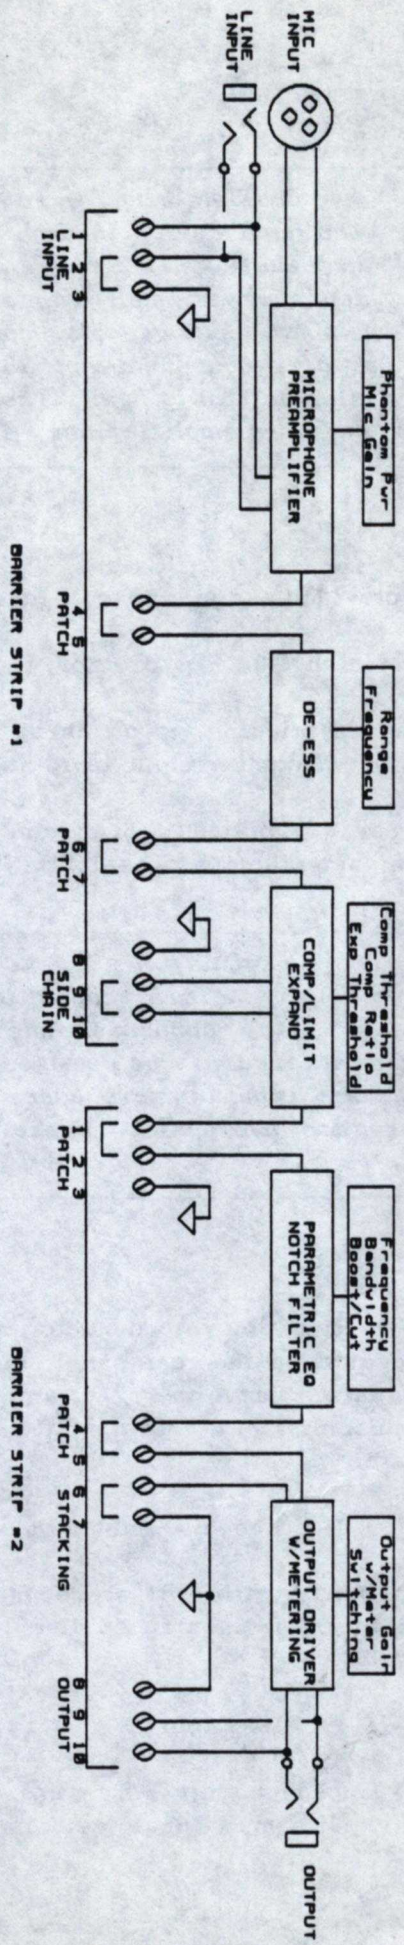 MIC
INPUT
LINE
INPUT
Phantom Pwr
Mic Gain
MICROPHONE
PREAMPLIFIER
Range
Frequency
DE-ESS
Comp Threshold
Comp Ratio
Exp Threshold
COMP/LIMIT
EXPAND
Frequency
Bandwidth
Boost/Cut
PARAMETRIC EQ
NOTCH FILTER
Output Gain
w/Meter
Switching
OUTPUT DRIVER
W/METERING
OUTPUT
1 2 3
LINE
INPUT
4 5
PATCH
6 7
PATCH
8 9 10
SIDE
CHAIN
1 2 3
PATCH
4 5 6 7
PATCH STACKING
8 9 10
OUTPUT
BARRIER STRIP #1
BARRIER STRIP #2